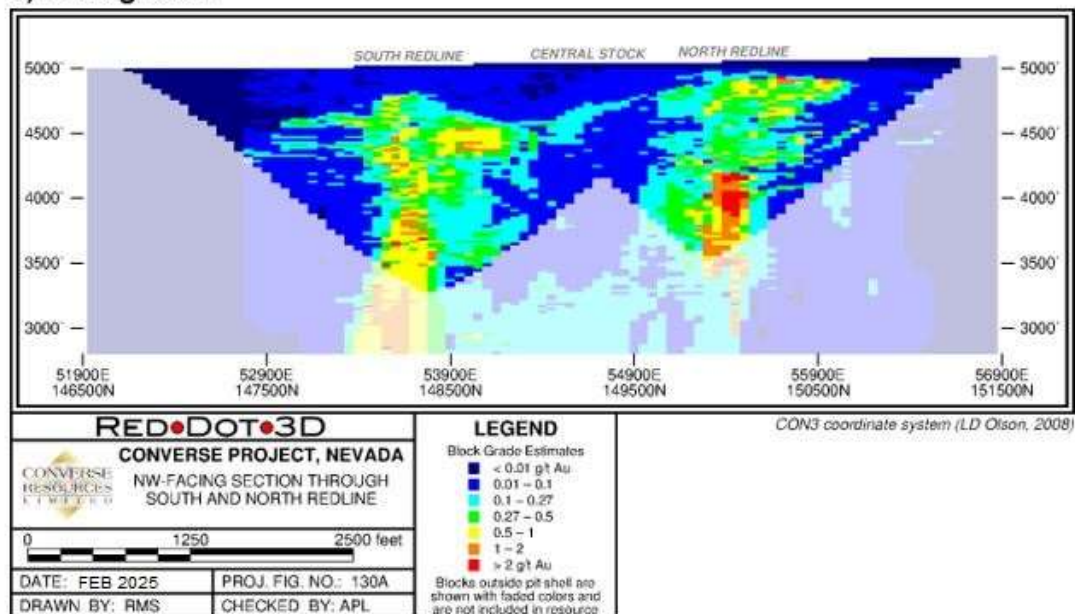 SOUTH REDLINE CENTRAL STOCK NORTH REDLINE
5000' 5000'
4500' 4500'
4000' 4000'
3500' 3500'
3000' 3000'
51900E 52900E 53900E 54900E 55900E 56900E
146500N 147500N 148500N 149500N 150500N 151500N
RED•DOT•3D
CONVERSE RESOURCES LIMITED
CONVERSE PROJECT, NEVADA
NW-FACING SECTION THROUGH
SOUTH AND NORTH REDLINE
0 1250 2500 feet
DATE: FEB 2025
PROJ. FIG. NO.: 130A
DRAWN BY: RMS
CHECKED BY: APL
LEGEND
Block Grade Estimates
< 0.01 g/t Au
0.01 – 0.1
0.1 – 0.27
0.27 – 0.5
0.5 – 1
1 – 2
> 2 g/t Au
Blocks outside pit shell are
shown with faded colors and
are not included in resource
CON3 coordinate system (LD Olson, 2008)